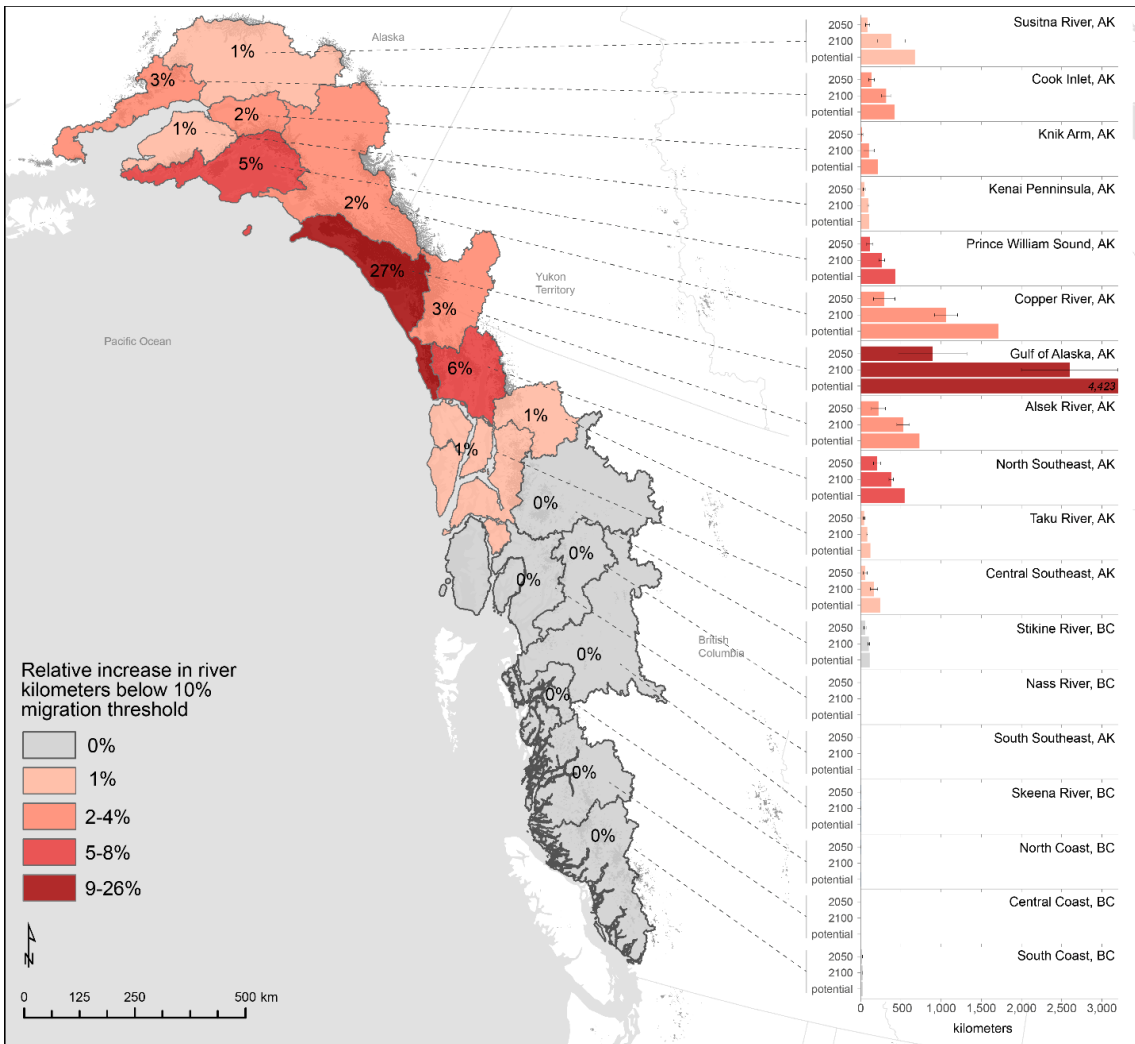 Alaska
Yukon
Territory
Pacific Ocean
British
Columbia
1%
3%
2%
1%
5%
2%
27%
3%
6%
1%
1%
0%
0%
0%
0%
0%
0%
0%
Relative increase in river
kilometers below 10%
migration threshold
0%
1%
2-4%
5-8%
9-26%
N
0 125 250 500 km
Susitna River, AK
2050
2100
potential
Cook Inlet, AK
2050
2100
potential
Knik Arm, AK
2050
2100
potential
Kenai Penninsula, AK
2050
2100
potential
Prince William Sound, AK
2050
2100
potential
Copper River, AK
2050
2100
potential
Gulf of Alaska, AK
2050
2100
potential 4,423
Alsek River, AK
2050
2100
potential
North Southeast, AK
2050
2100
potential
Taku River, AK
2050
2100
potential
Central Southeast, AK
2050
2100
potential
Stikine River, BC
2050
2100
potential
Nass River, BC
2050
2100
potential
South Southeast, AK
2050
2100
potential
Skeena River, BC
2050
2100
potential
North Coast, BC
2050
2100
potential
Central Coast, BC
2050
2100
potential
South Coast, BC
2050
2100
potential
0 500 1,000 1,500 2,000 2,500 3,000
kilometers